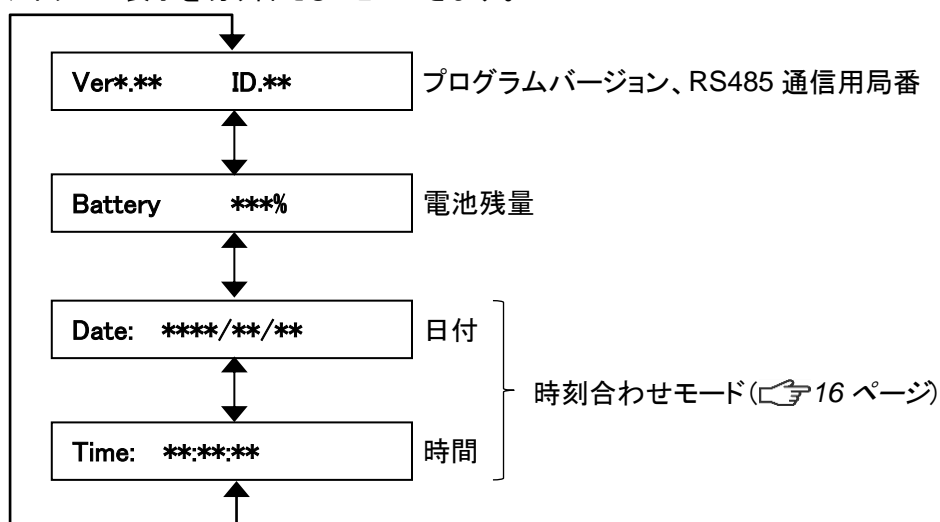 Ver*.** ID.** プログラムバージョン、RS485 通信用局番
Battery ***% 電池残量
Date: ****/**/** 日付
時刻合わせモード(☞16 ページ)
Time: **:**:** 時間